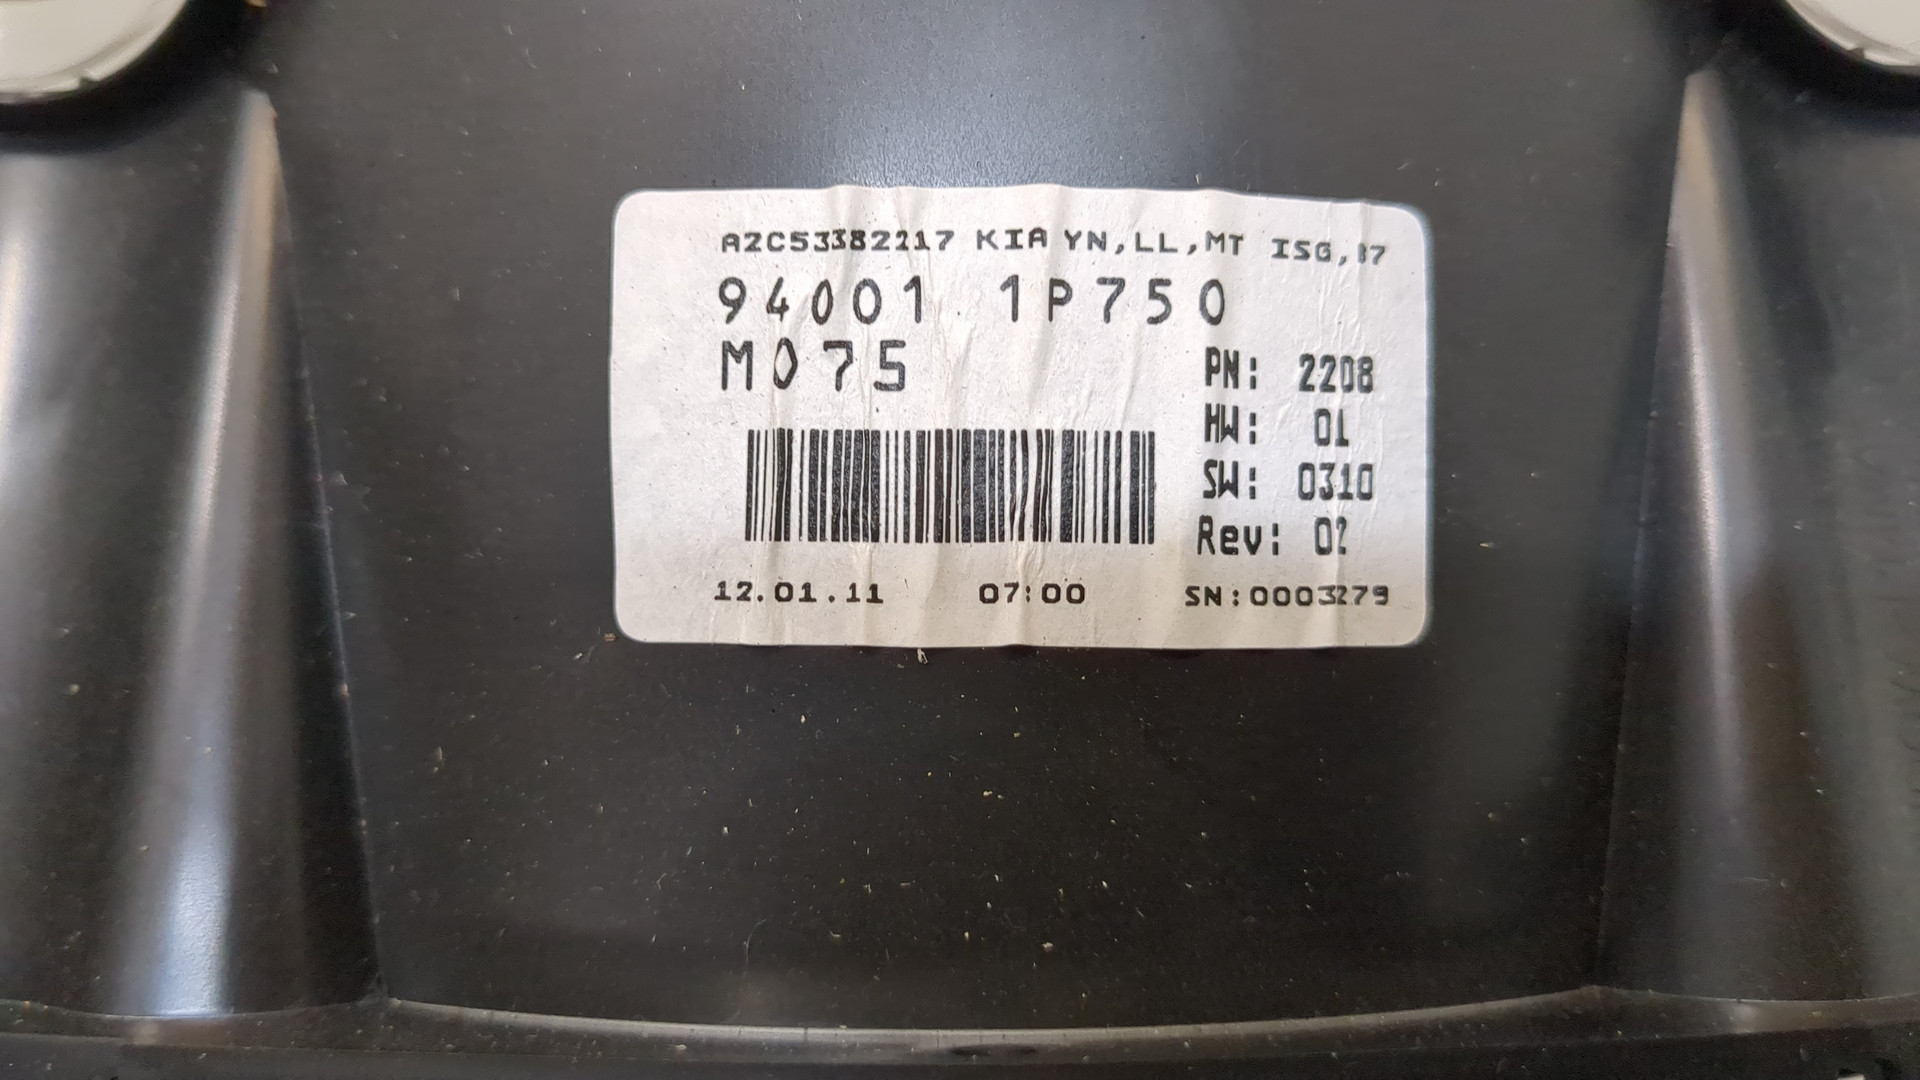 A2C53382217 KIA YN,LL,MT ISG,
94001 1P750
M075
PN: 2208
HW: 01
SW: 0310
Rev: 02
12.01.11 07:00 SN:0003279